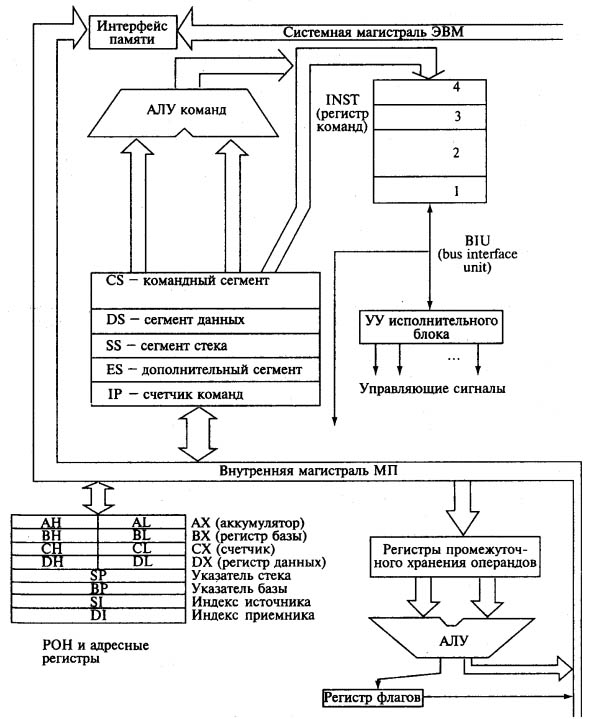 Интерфейс
памяти
Системная магистраль ЭВМ
АЛУ команд
INST
(регистр
команд)
4
3
2
1
BIU
(bus interface
unit)
CS – командный сегмент
DS – сегмент данных
SS – сегмент стека
ES – дополнительный сегмент
IP – счетчик команд
УУ исполнительного
блока
...
Управляющие сигналы
Внутренняя магистраль МП
AH AL AX (аккумулятор)
BH BL BX (регистр базы)
CH CL CX (счетчик)
DH DL DX (регистр данных)
SP Указатель стека
BP Указатель базы
SI Индекс источника
DI Индекс приемника
РОН и адресные
регистры
Регистры промежуточ-
ного хранения операндов
АЛУ
Регистр флагов